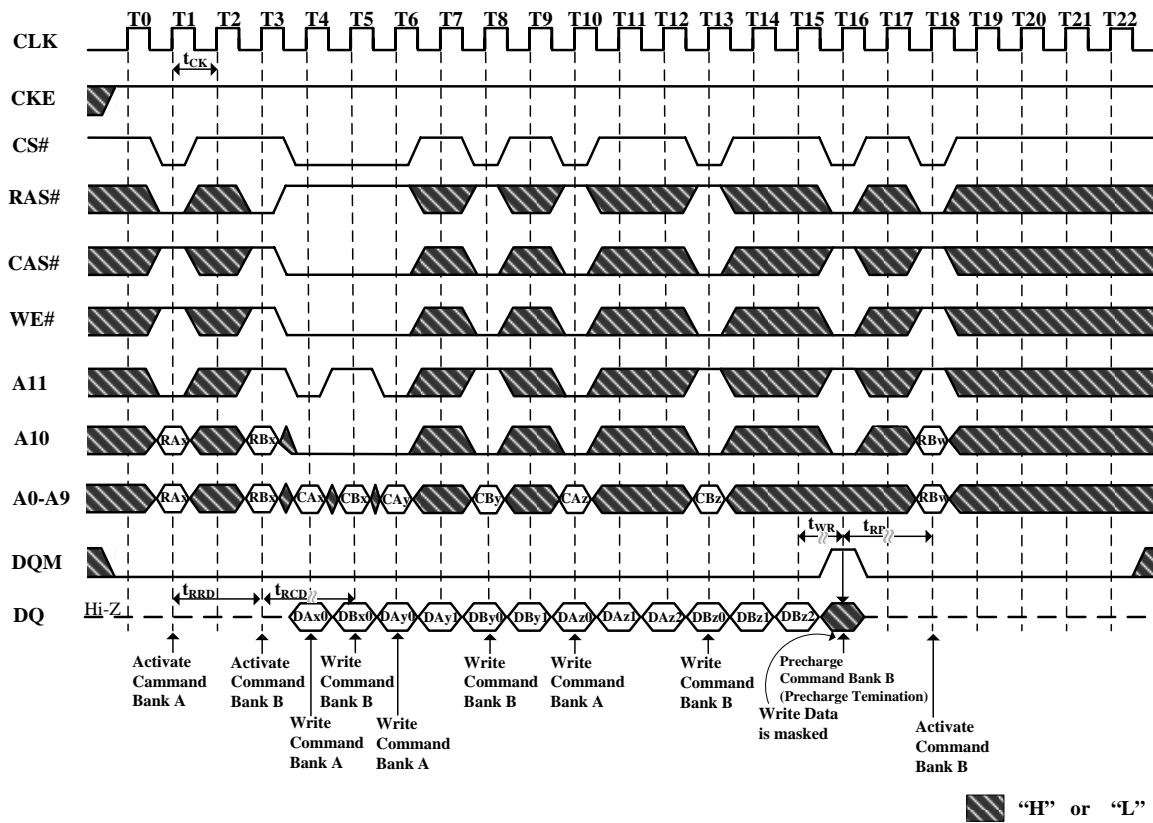 T0 T1 T2 T3 T4 T5 T6 T7 T8 T9 T10 T11 T12 T13 T14 T15 T16 T17 T18 T19 T20 T21 T22
CLK
tCK
CKE
CS#
RAS#
CAS#
WE#
A11
A10
RAx RBx RBw
A0-A9
RAx RBx CAx CBx CAy CBy CAz CBz RBw
tWR tRP
DQM
tRRD tRCD
DQ
Hi-Z
DAx0 DBx0 DAy0 DAy1 DBy0 DBy1 DAz0 DAz1 DAz2 DBz0 DBz1 DBz2
Activate
Cammand
Bank A
Activate
Command
Bank B
Write
Command
Bank B
Write
Command
Bank B
Write
Command
Bank A
Write
Command
Bank B
Precharge
Command Bank B
(Precharge Temination)
Write Data
is masked
Write
Command
Bank A
Write
Command
Bank A
Activate
Command
Bank B
“H” or “L”